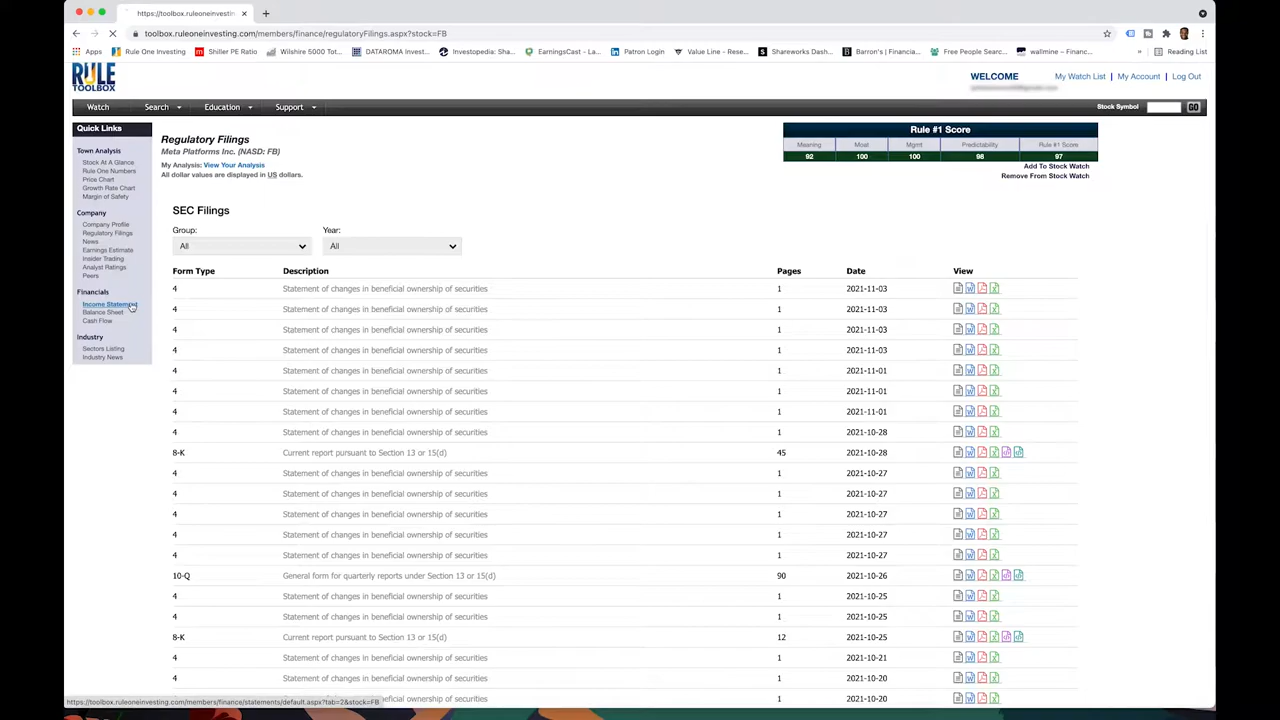 https://toolbox.ruleoneinvesting
toolbox.ruleoneinvesting.com/members/finance/regulatoryFilings.aspx?stock=FB
Apps Rule One Investing Shiller PE Ratio Wilshire 5000 Tot... DATAROMA Invest... Investopedia: Sha... EarningsCast - La... Patron Login Value Line - Rese... Shareworks Dash... Barron's | Financia... Free People Searc... wallmine – Financ... » Reading List
RULE
TOOLBOX
WELCOME My Watch List | My Account | Log Out
Watch Search Education Support Stock Symbol GO
Quick Links
Town Analysis
Stock At A Glance
Rule One Numbers
Price Chart
Growth Rate Chart
Margin of Safety
Company
Company Profile
Regulatory Filings
News
Earnings Estimate
Insider Trading
Analyst Ratings
Peers
Financials
Income Statement
Balance Sheet
Cash Flow
Industry
Sectors Listing
Industry News
Regulatory Filings
Meta Platforms Inc. (NASD: FB)
My Analysis: View Your Analysis
All dollar values are displayed in US dollars.
Rule #1 Score
Meaning Moat Mgmt Predictability Rule #1 Score
92 100 100 98 97
Add To Stock Watch
Remove From Stock Watch
SEC Filings
Group: Year:
All All
Form Type Description Pages Date View
4 Statement of changes in beneficial ownership of securities 1 2021-11-03
4 Statement of changes in beneficial ownership of securities 1 2021-11-03
4 Statement of changes in beneficial ownership of securities 1 2021-11-03
4 Statement of changes in beneficial ownership of securities 1 2021-11-03
4 Statement of changes in beneficial ownership of securities 1 2021-11-01
4 Statement of changes in beneficial ownership of securities 1 2021-11-01
4 Statement of changes in beneficial ownership of securities 1 2021-11-01
4 Statement of changes in beneficial ownership of securities 1 2021-10-28
8-K Current report pursuant to Section 13 or 15(d) 45 2021-10-28
4 Statement of changes in beneficial ownership of securities 1 2021-10-27
4 Statement of changes in beneficial ownership of securities 1 2021-10-27
4 Statement of changes in beneficial ownership of securities 1 2021-10-27
4 Statement of changes in beneficial ownership of securities 1 2021-10-27
4 Statement of changes in beneficial ownership of securities 1 2021-10-27
10-Q General form for quarterly reports under Section 13 or 15(d) 90 2021-10-26
4 Statement of changes in beneficial ownership of securities 1 2021-10-25
4 Statement of changes in beneficial ownership of securities 1 2021-10-25
8-K Current report pursuant to Section 13 or 15(d) 12 2021-10-25
4 Statement of changes in beneficial ownership of securities 1 2021-10-21
4 Statement of changes in beneficial ownership of securities 1 2021-10-20
4 Statement of changes in beneficial ownership of securities 1 2021-10-20
https://toolbox.ruleoneinvesting.com/members/finance/statements/default.aspx?tab=2&stock=FB